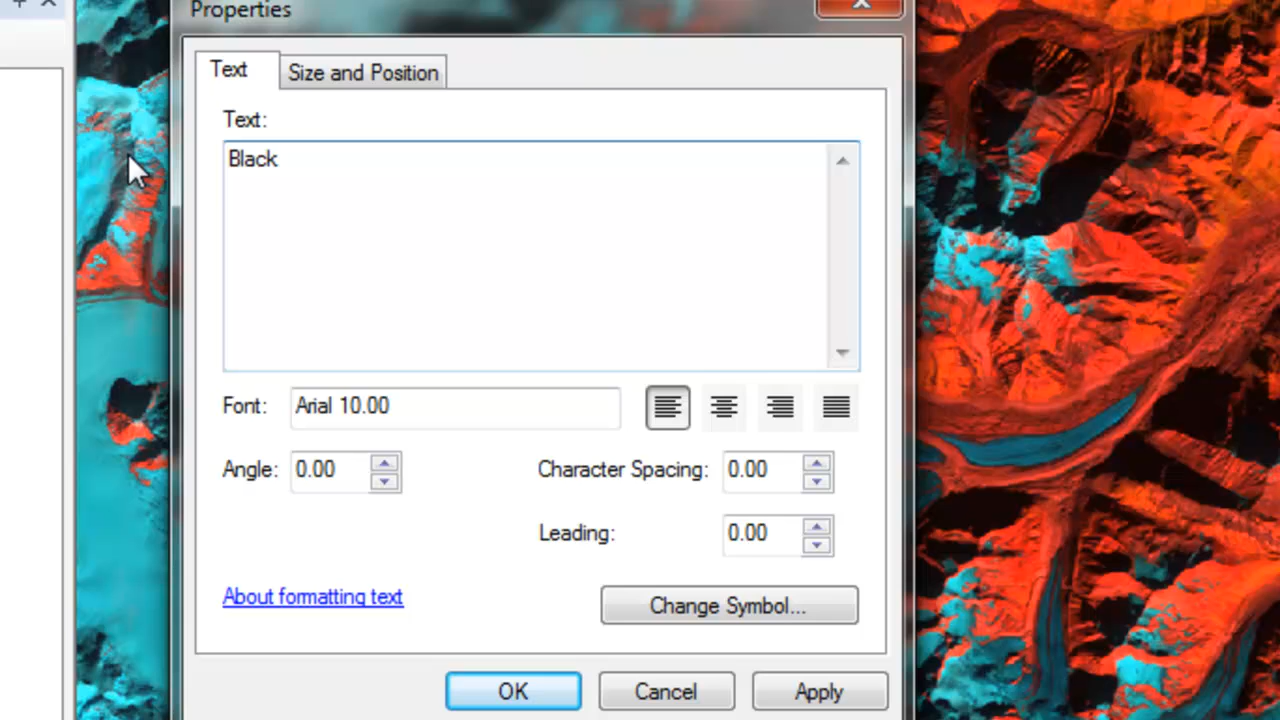 Properties
Text
Size and Position
Text:
Black
Font: Arial 10.00
Angle: 0.00 Character Spacing: 0.00
Leading: 0.00
About formatting text Change Symbol...
OK Cancel Apply